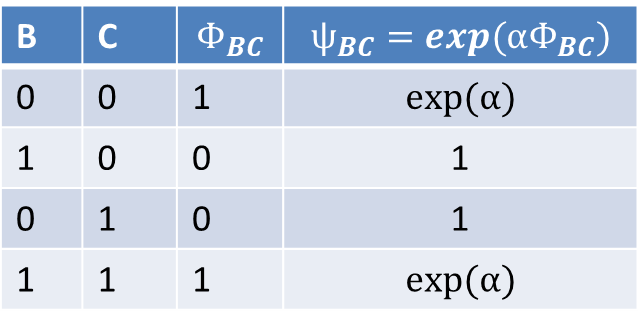 B C Φ_BC ψ_BC = exp(αΦ_BC)
0 0 1 exp(α)
1 0 0 1
0 1 0 1
1 1 1 exp(α)